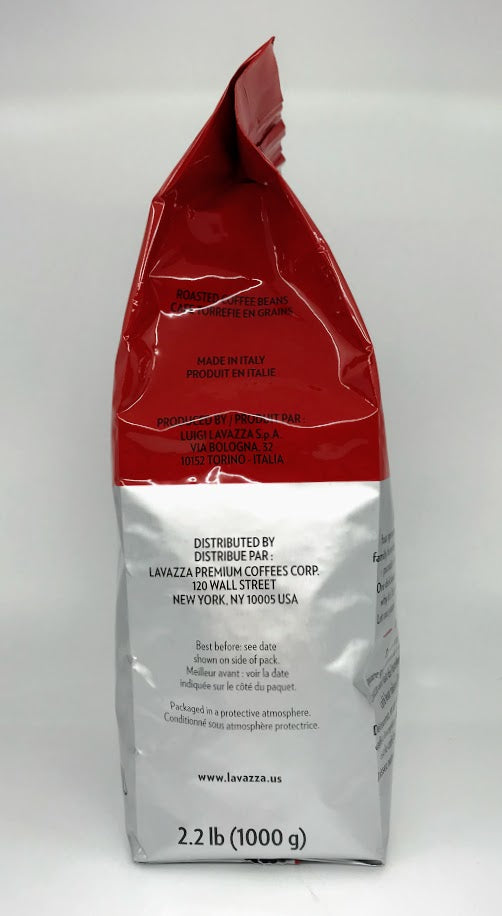 ROASTED COFFEE BEANS
CAFE TORREFIE EN GRAINS
MADE IN ITALY
PRODUIT EN ITALIE
PRODUCED BY / PRODUIT PAR :
LUIGI LAVAZZA S.p.A.
VIA BOLOGNA, 32
10152 TORINO - ITALIA
DISTRIBUTED BY
DISTRIBUE PAR :
LAVAZZA PREMIUM COFFEES CORP.
120 WALL STREET
NEW YORK, NY 10005 USA
Best before: see date
shown on side of pack.
Meilleur avant : voir la date
indiquée sur le côté du paquet.
Packaged in a protective atmosphere.
Conditionné sous atmosphère protectrice.
www.lavazza.us
2.2 lb (1000 g)